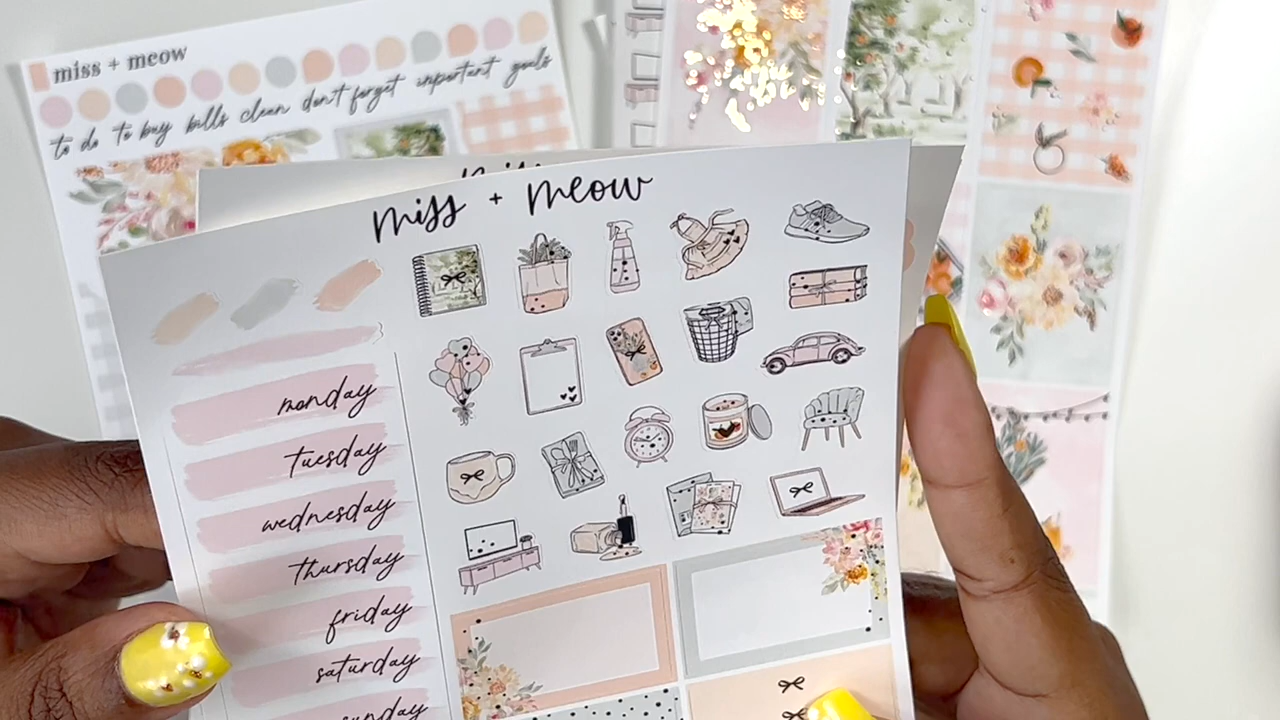 miss + meow
to do to buy bills clean don't forget important goals
miss + meow
monday
tuesday
wednesday
thursday
friday
saturday
sunday